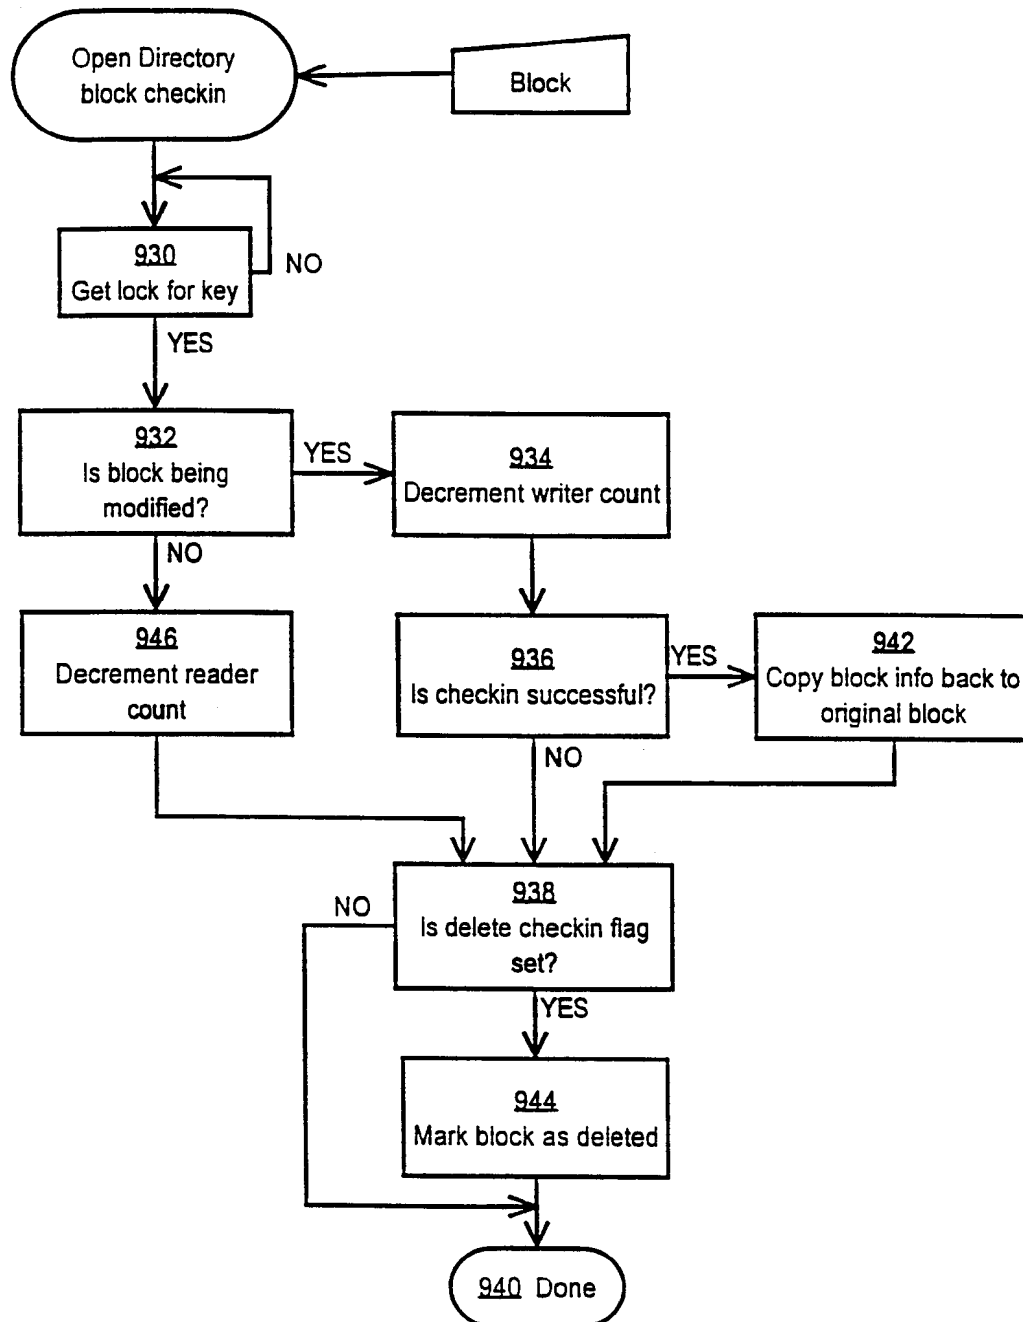 Open Directory
block checkin
Block
930
Get lock for key
NO
YES
932
Is block being
modified?
YES
934
Decrement writer count
NO
946
Decrement reader
count
936
Is checkin successful?
YES
942
Copy block info back to
original block
NO
938
Is delete checkin flag
set?
NO
YES
944
Mark block as deleted
940 Done